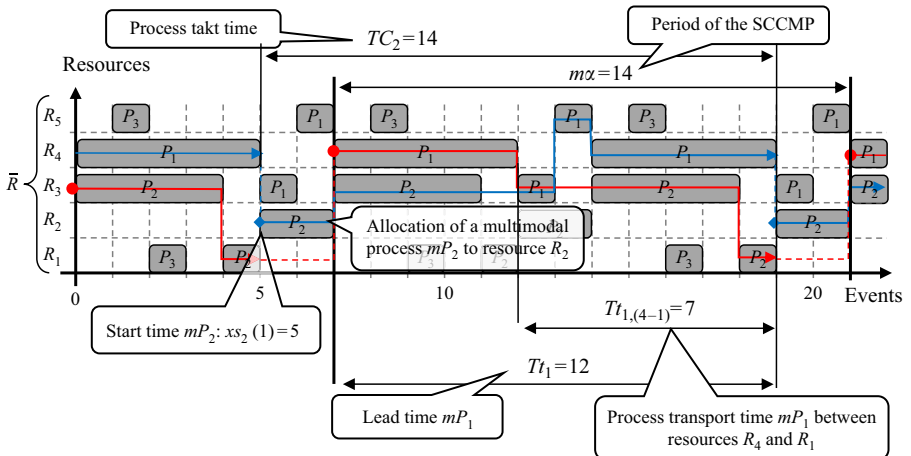 Process takt time
Period of the SCCMP
TC₂ = 14
Resources
mα = 14
R̄
R₅ P₃ P₁ P₃ P₁ P₃ P₁
R₄ P₁ P₁ P₁
R₃ P₂ P₁ P₂ P₁ P₂ P₁ P₂
R₂ P₂ P₂ P₂
R₁ P₃ P₂ P₃ P₂ P₃ P₂
Allocation of a multimodal
process mP₂ to resource R₂
0 5 10 20 Events
Start time mP₂: xs₂ (1) = 5
Tt₁,(4−1) = 7
Tt₁ = 12
Lead time mP₁
Process transport time mP₁ between
resources R₄ and R₁